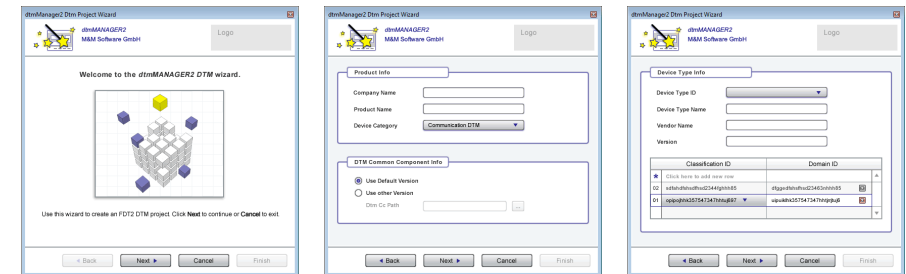 dtmManager2 Dtm Project Wizard
dtmMANAGER2
M&M Software GmbH
Logo
Welcome to the dtmMANAGER2 DTM wizard.
Use this wizard to create an FDT2 DTM project. Click Next to continue or Cancel to exit.
< Back
Next
Cancel
Finish
dtmManager2 Dtm Project Wizard
dtmMANAGER2
M&M Software GmbH
Logo
Product Info
Company Name
Product Name
Device Category
Communication DTM
DTM Common Component Info
Use Default Version
Use other Version
Dtm Cc Path
...
Back
Next
Cancel
Finish
dtmManager2 Dtm Project Wizard
dtmMANAGER2
M&M Software GmbH
Logo
Device Type Info
Device Type ID
Device Type Name
Vendor Name
Version
Classification ID Domain ID
Click here to add new row
02
01
Back
Next
Cancel
Finish